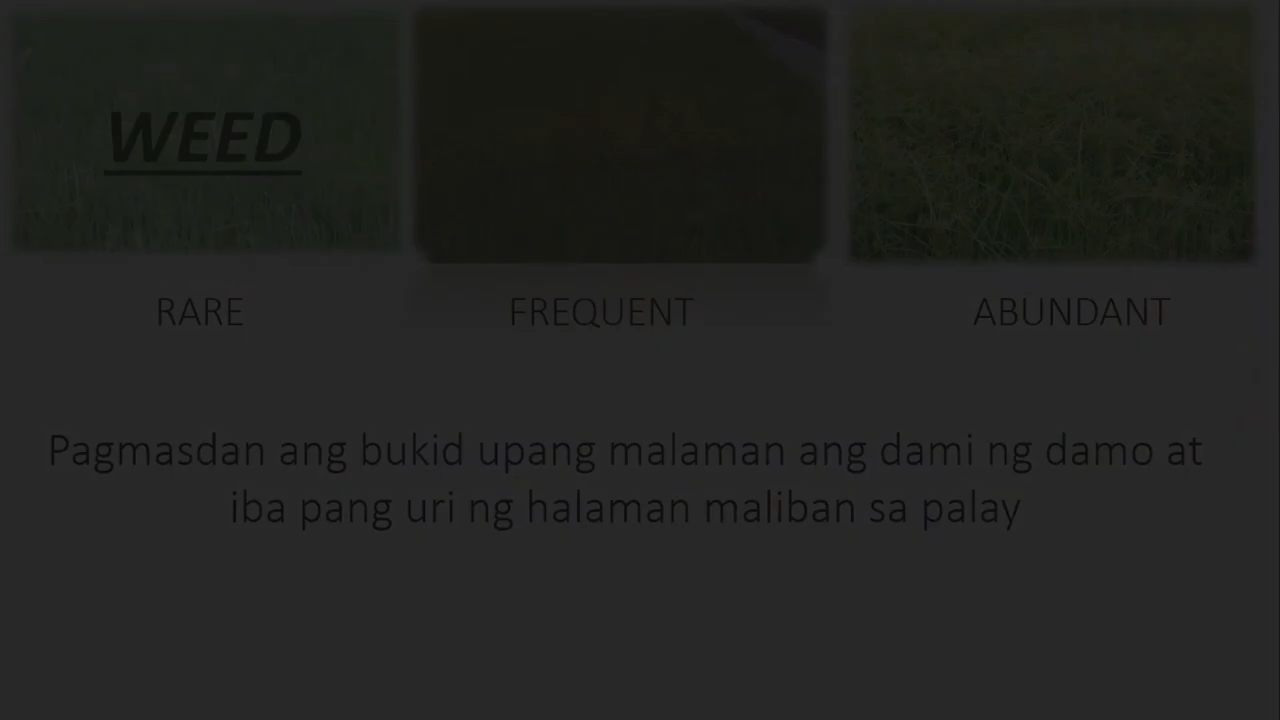 WEED
RARE
FREQUENT
ABUNDANT
Pagmasdan ang bukid upang malaman ang dami ng damo at
iba pang uri ng halaman maliban sa palay